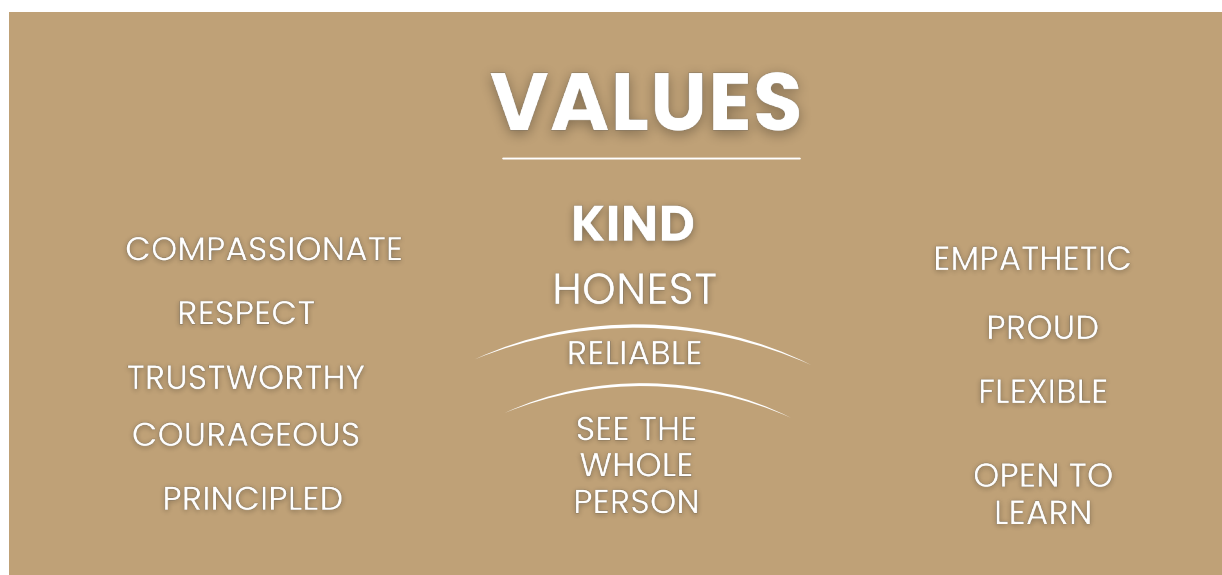 VALUES
COMPASSIONATE
RESPECT
TRUSTWORTHY
COURAGEOUS
PRINCIPLED
KIND
HONEST
RELIABLE
SEE THE
WHOLE
PERSON
EMPATHETIC
PROUD
FLEXIBLE
OPEN TO
LEARN